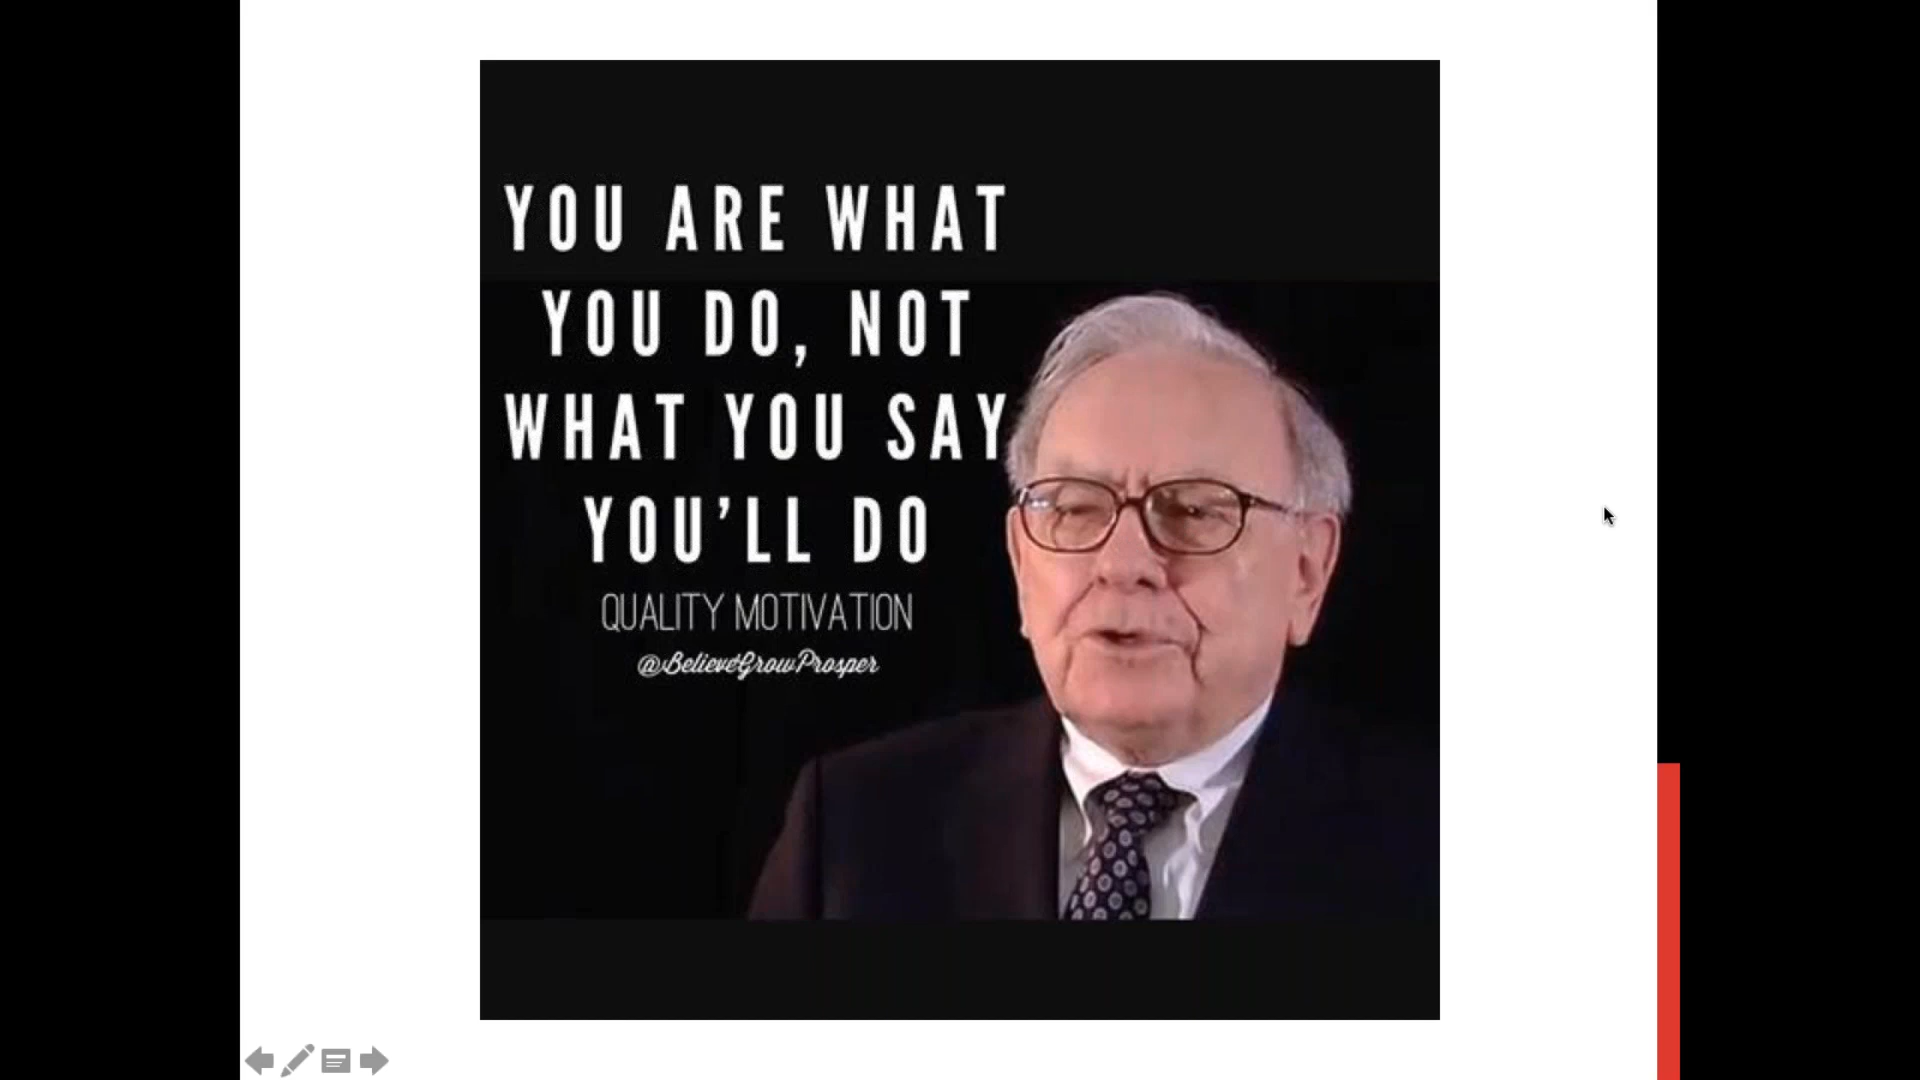 YOU ARE WHAT
YOU DO, NOT
WHAT YOU SAY
YOU’LL DO
QUALITY MOTIVATION
@BelieveGrowProsper